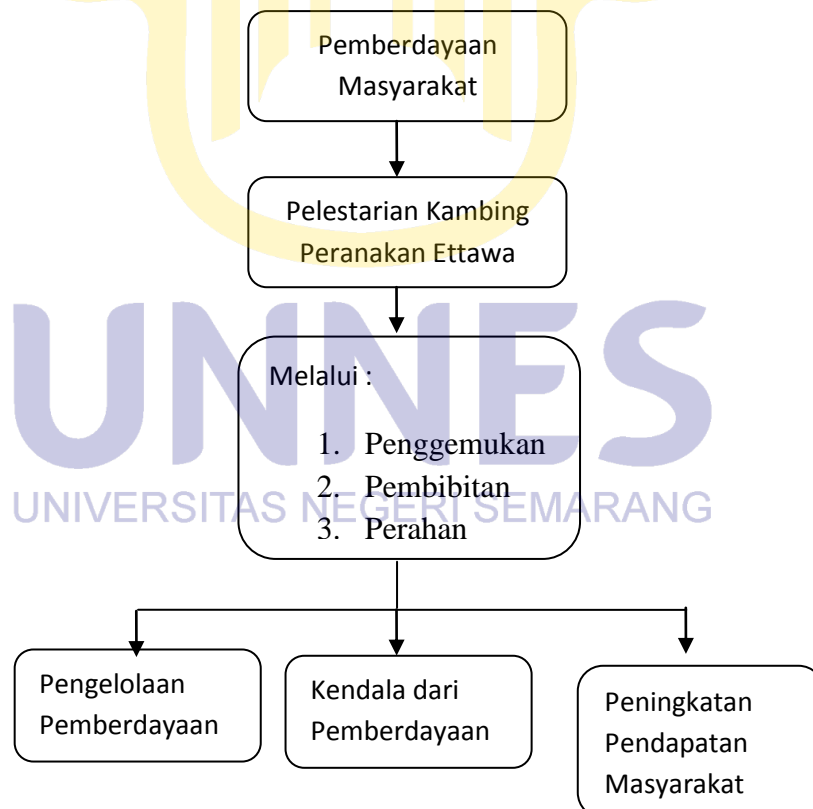 Pemberdayaan
Masyarakat
Pelestarian Kambing
Peranakan Ettawa
UNNES
Melalui :
1. Penggemukan
2. Pembibitan
3. Perahan
UNIVERSITAS NEGERI SEMARANG
Pengelolaan
Pemberdayaan
Kendala dari
Pemberdayaan
Peningkatan
Pendapatan
Masyarakat